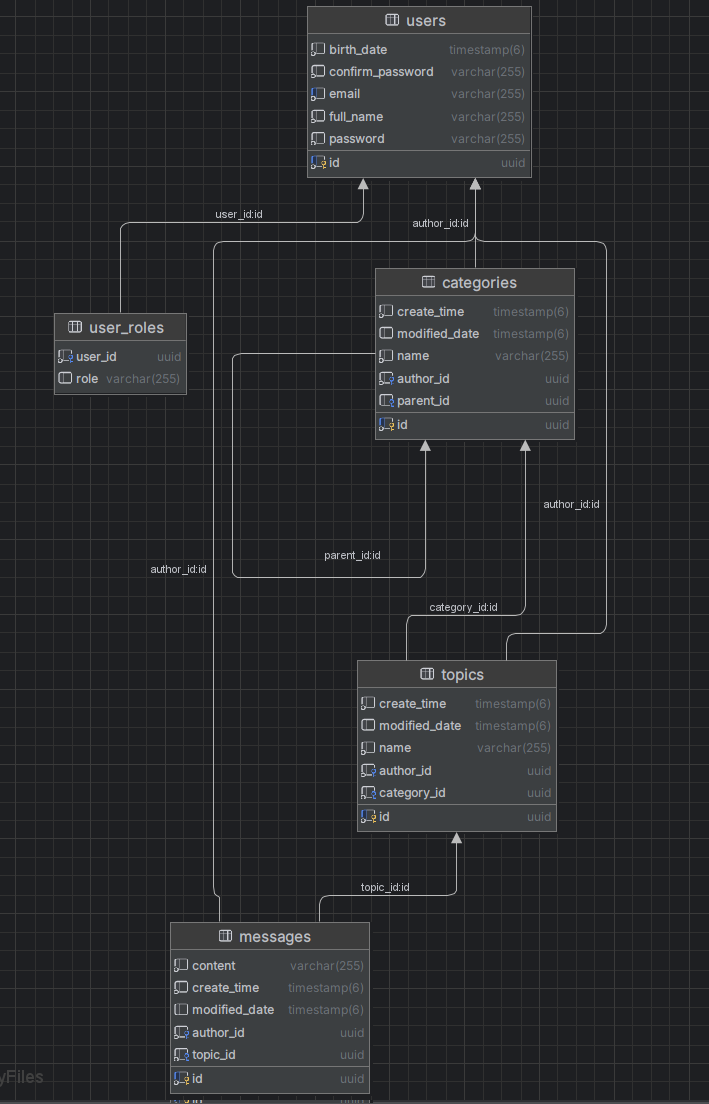 users
birth_date timestamp(6)
confirm_password varchar(255)
email varchar(255)
full_name varchar(255)
password varchar(255)
id uuid
user_id:id
author_id:id
categories
create_time timestamp(6)
modified_date timestamp(6)
name varchar(255)
author_id uuid
parent_id uuid
id uuid
user_roles
user_id uuid
role varchar(255)
author_id:id
parent_id:id
author_id:id
category_id:id
topics
create_time timestamp(6)
modified_date timestamp(6)
name varchar(255)
author_id uuid
category_id uuid
id uuid
topic_id:id
messages
content varchar(255)
create_time timestamp(6)
modified_date timestamp(6)
author_id uuid
topic_id uuid
id uuid
yFiles